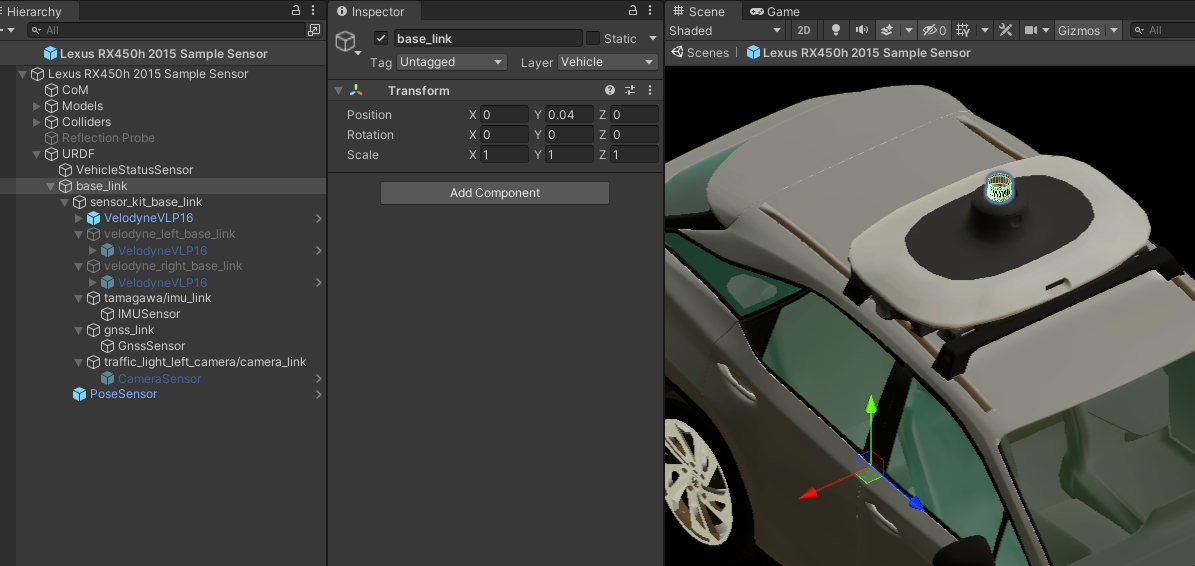 Hierarchy
All
Lexus RX450h 2015 Sample Sensor
Lexus RX450h 2015 Sample Sensor
CoM
Models
Colliders
Reflection Probe
URDF
VehicleStatusSensor
base_link
sensor_kit_base_link
VelodyneVLP16
velodyne_left_base_link
VelodyneVLP16
velodyne_right_base_link
VelodyneVLP16
tamagawa/imu_link
IMUSensor
gnss_link
GnssSensor
traffic_light_left_camera/camera_link
CameraSensor
PoseSensor
Inspector
base_link Static
Tag Untagged Layer Vehicle
Transform
Position X 0 Y 0.04 Z 0
Rotation X 0 Y 0 Z 0
Scale X 1 Y 1 Z 1
Add Component
Scene Game
Shaded 2D 0 Gizmos All
Scenes Lexus RX450h 2015 Sample Sensor